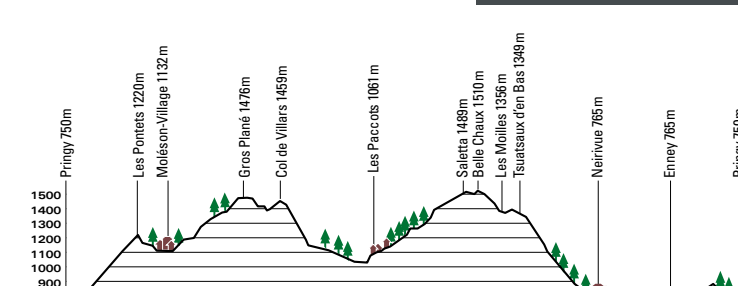 Pringy 750m
Les Pontets 1220m
Moléson-Village 1132m
Gros Plané 1476m
Col de Villars 1459m
Les Paccots 1061m
Saletta 1489m
Belle Chaux 1510m
Les Moilles 1356m
Tsuatsaux d'en Bas 1349m
Neirivue 765m
Enney 765m
Pringy 750m
1500
1400
1300
1200
1100
1000
900